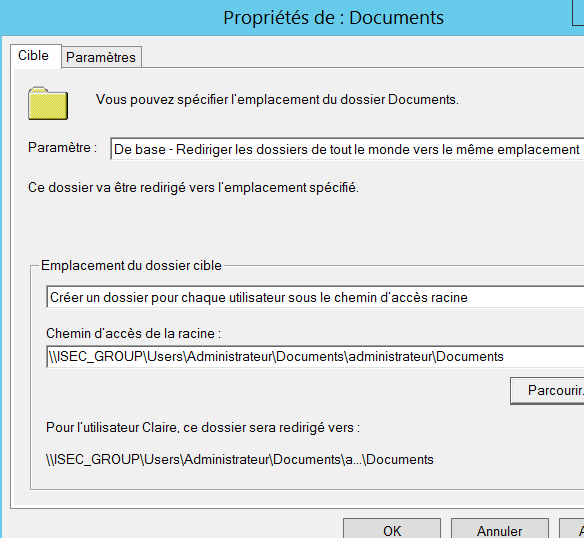 Propriétés de : Documents
Cible
Paramètres
Vous pouvez spécifier l'emplacement du dossier Documents.
Paramètre :
De base - Rediriger les dossiers de tout le monde vers le même emplacement
Ce dossier va être redirigé vers l'emplacement spécifié.
Emplacement du dossier cible
Créer un dossier pour chaque utilisateur sous le chemin d'accès racine
Chemin d'accès de la racine :
\\ISEC_GROUP\Users\Administrateur\Documents\administrateur\Documents
Parcourir.
Pour l'utilisateur Claire, ce dossier sera redirigé vers :
\\ISEC_GROUP\Users\Administrateur\Documents\a...\Documents
OK
Annuler